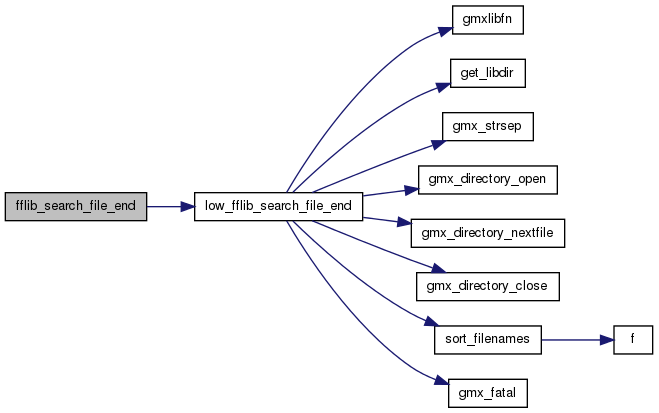 fflib_search_file_end
low_fflib_search_file_end
gmxlibfn
get_libdir
gmx_strsep
gmx_directory_open
gmx_directory_nextfile
gmx_directory_close
sort_filenames
f
gmx_fatal